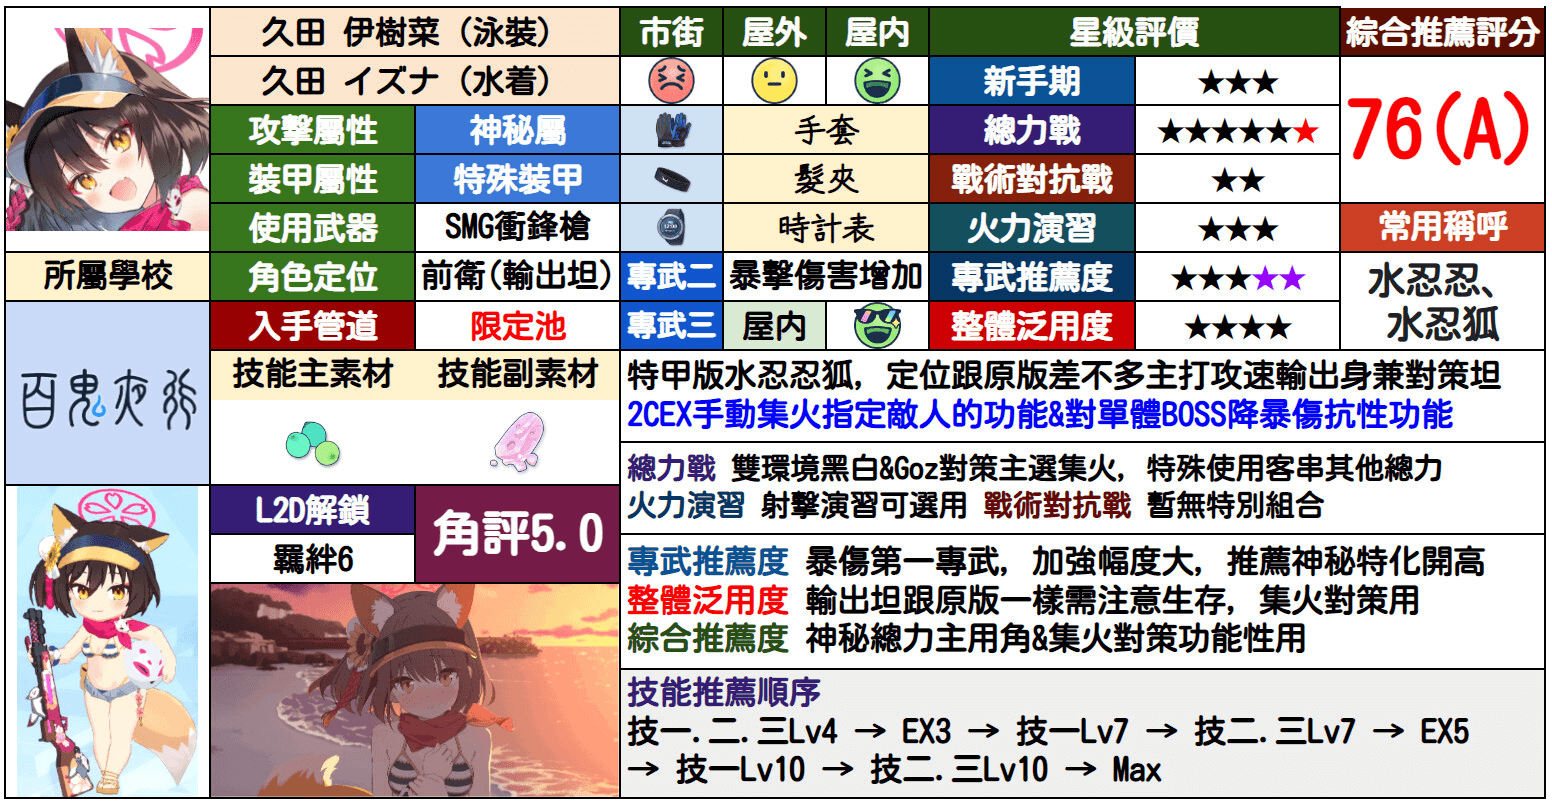 久田 伊樹菜（泳裝）
市街 屋外 屋内
星級評價
綜合推薦評分
久田 イズナ（水着）
新手期 ★★★
76(A)
攻擊屬性 神秘屬
手套
總力戰 ★★★★★★
裝甲屬性 特殊裝甲
髮夾
戰術對抗戰 ★★
使用武器 SMG衝鋒槍
時計表
火力演習 ★★★
常用稱呼
所屬學校
角色定位 前衛(輸出坦)
專武二 暴擊傷害增加
專武推薦度 ★★★★★
水忍忍、
水忍狐
入手管道 限定池
專武三 屋内
整體泛用度 ★★★★
百鬼夜行
技能主素材 技能副素材
特甲版水忍忍狐, 定位跟原版差不多主打攻速輸出身兼對策坦
2CEX手動集火指定敵人的功能&對單體BOSS降暴傷抗性功能
總力戰 雙環境黑白&Goz對策主選集火, 特殊使用客串其他總力
火力演習 射擊演習可選用 戰術對抗戰 暫無特別組合
L2D解鎖
羈絆6
角評5.0
專武推薦度 暴傷第一專武, 加強幅度大, 推薦神秘特化開高
整體泛用度 輸出坦跟原版一樣需注意生存, 集火對策用
綜合推薦度 神秘總力主用角&集火對策功能性用
技能推薦順序
技一.二.三Lv4 → EX3 → 技一Lv7 → 技二.三Lv7 → EX5
→ 技一Lv10 → 技二.三Lv10 → Max